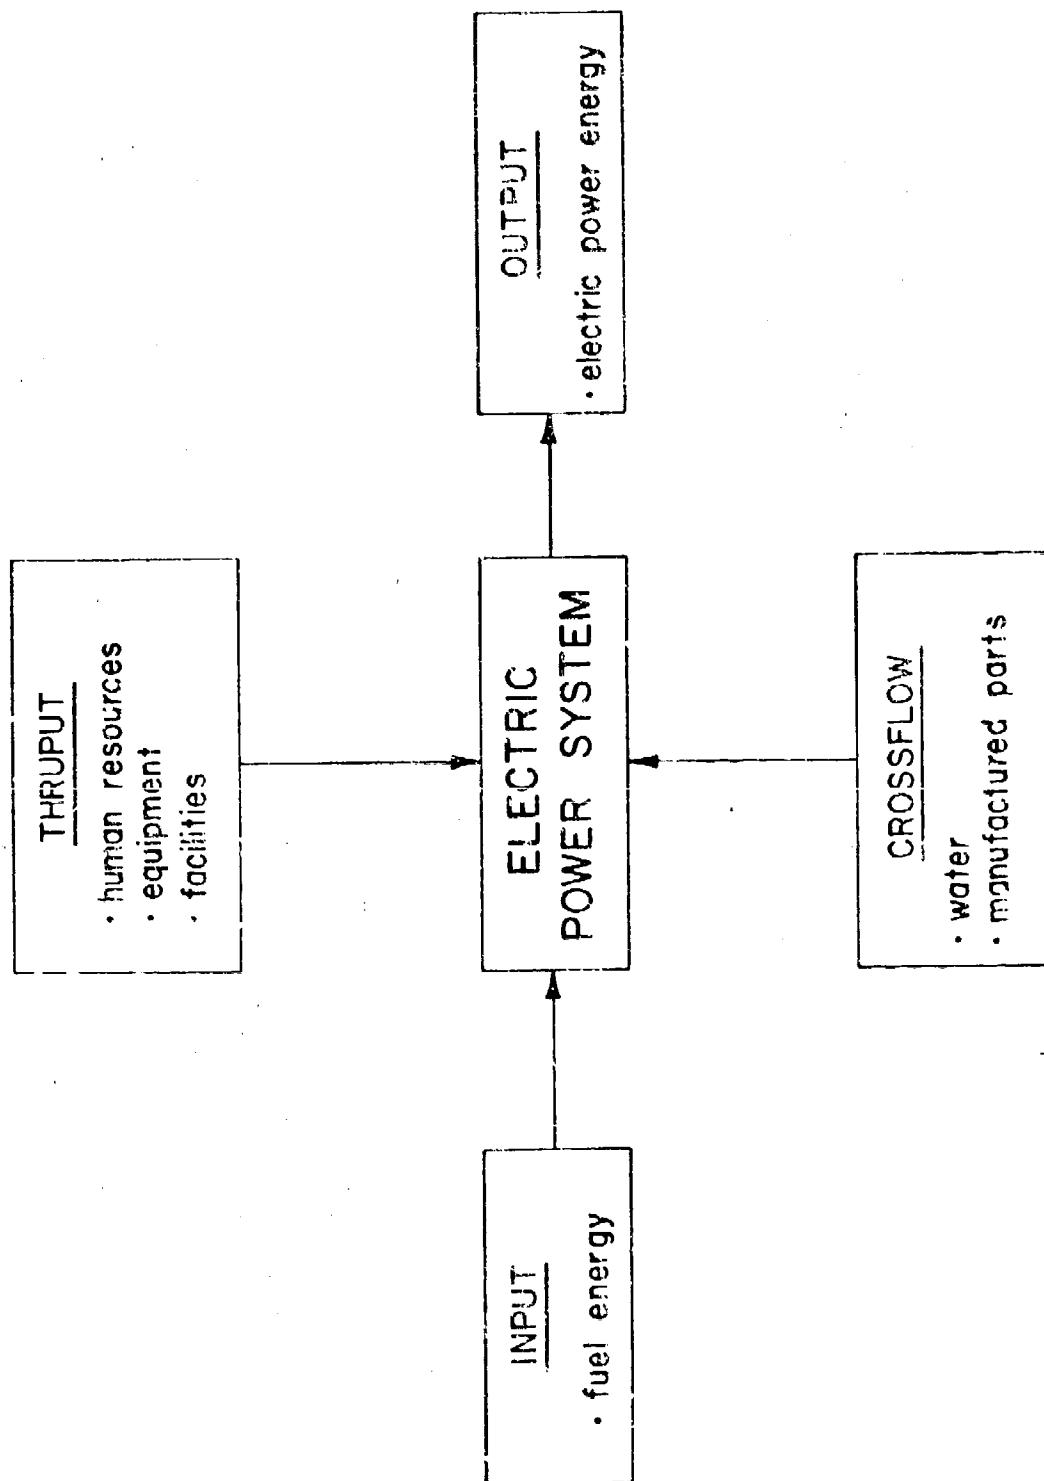 THRUPUT
· human resources
· equipment
· facilities
INPUT
· fuel energy
ELECTRIC
POWER SYSTEM
OUTPUT
· electric power energy
CROSSFLOW
· water
· manufactured parts